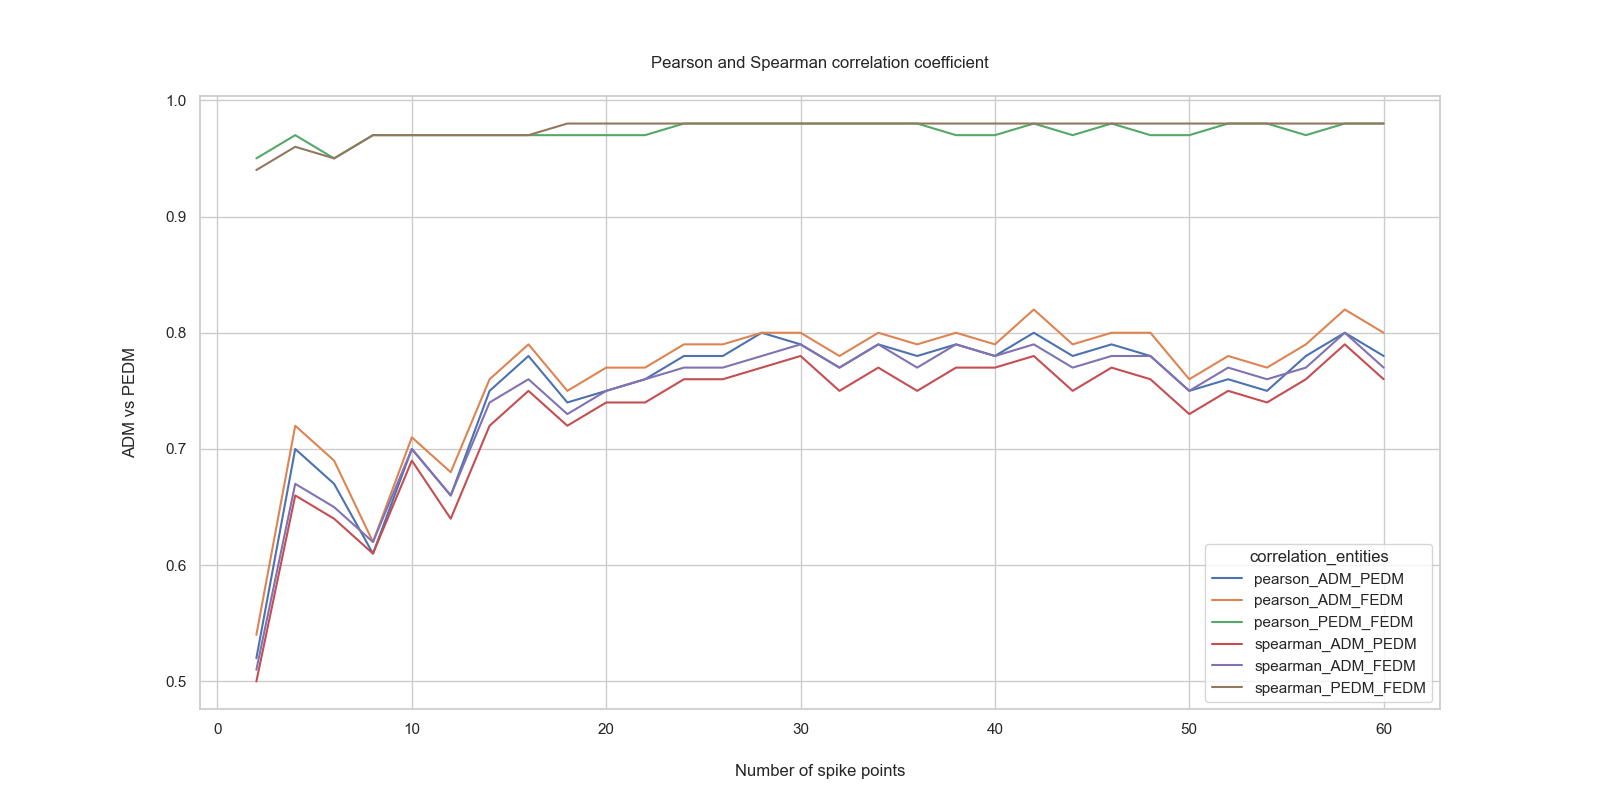 Pearson and Spearman correlation coefficient
1.0
0.9
0.8
0.7
0.6
0.5
ADM vs PEDM
0 10 20 30 40 50 60
Number of spike points
correlation_entities
pearson_ADM_PEDM
pearson_ADM_FEDM
pearson_PEDM_FEDM
spearman_ADM_PEDM
spearman_ADM_FEDM
spearman_PEDM_FEDM